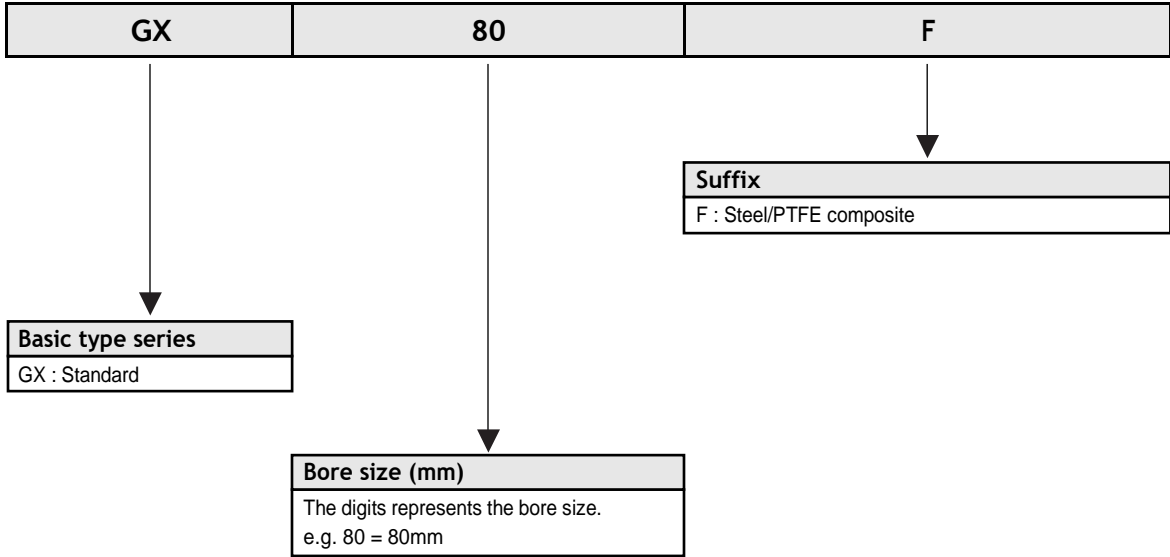 GX 80 F
Suffix
F : Steel/PTFE composite
Basic type series
GX : Standard
Bore size (mm)
The digits represents the bore size.
e.g. 80 = 80mm